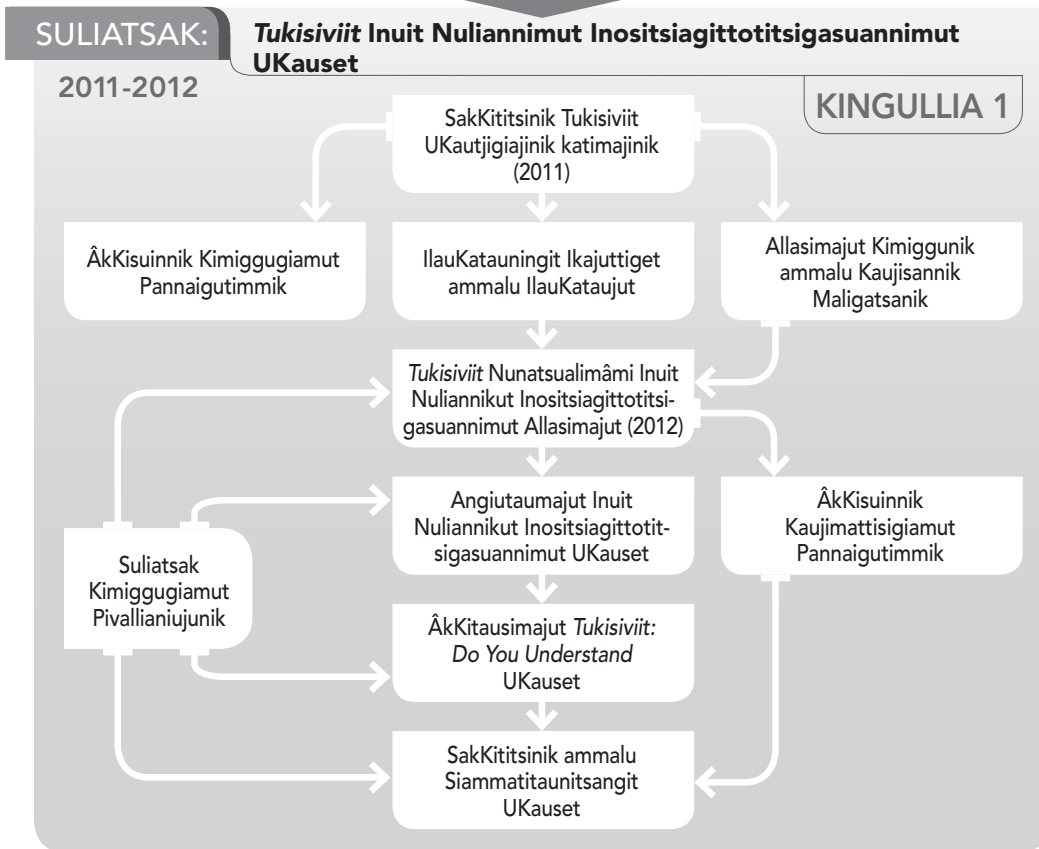 SULIATSAK:
Tukisiviit Inuit Nuliannimut Inositsiagittotitsigasuannimut
UKauset
2011-2012
KINGULLIA 1
SakKititsinik Tukisiviit
UKautjigiajinik katimajinik
(2011)
ÂkKisuinnik Kimiggugiamut
Pannaigutimmik
IlauKatauningit Ikajuttiget
ammalu IlauKataujut
Allasimajut Kimiggunik
ammalu Kaujisannik
Maligatsanik
Tukisiviit Nunatsualimâmi Inuit
Nuliannikut Inositsiagittotitsi-
gasuannimut Allasimajut (2012)
Angiutaumajut Inuit
Nuliannikut Inositsiagittotit-
sigasuannimut UKauset
ÂkKisuinnik
Kaujimattisigiamut
Pannaigutimmik
Suliatsak
Kimiggugiamut
Pivallianiujunik
ÂkKitausimajut Tukisiviit:
Do You Understand
UKauset
SakKititsinik ammalu
Siammatitaunitsangit
UKauset